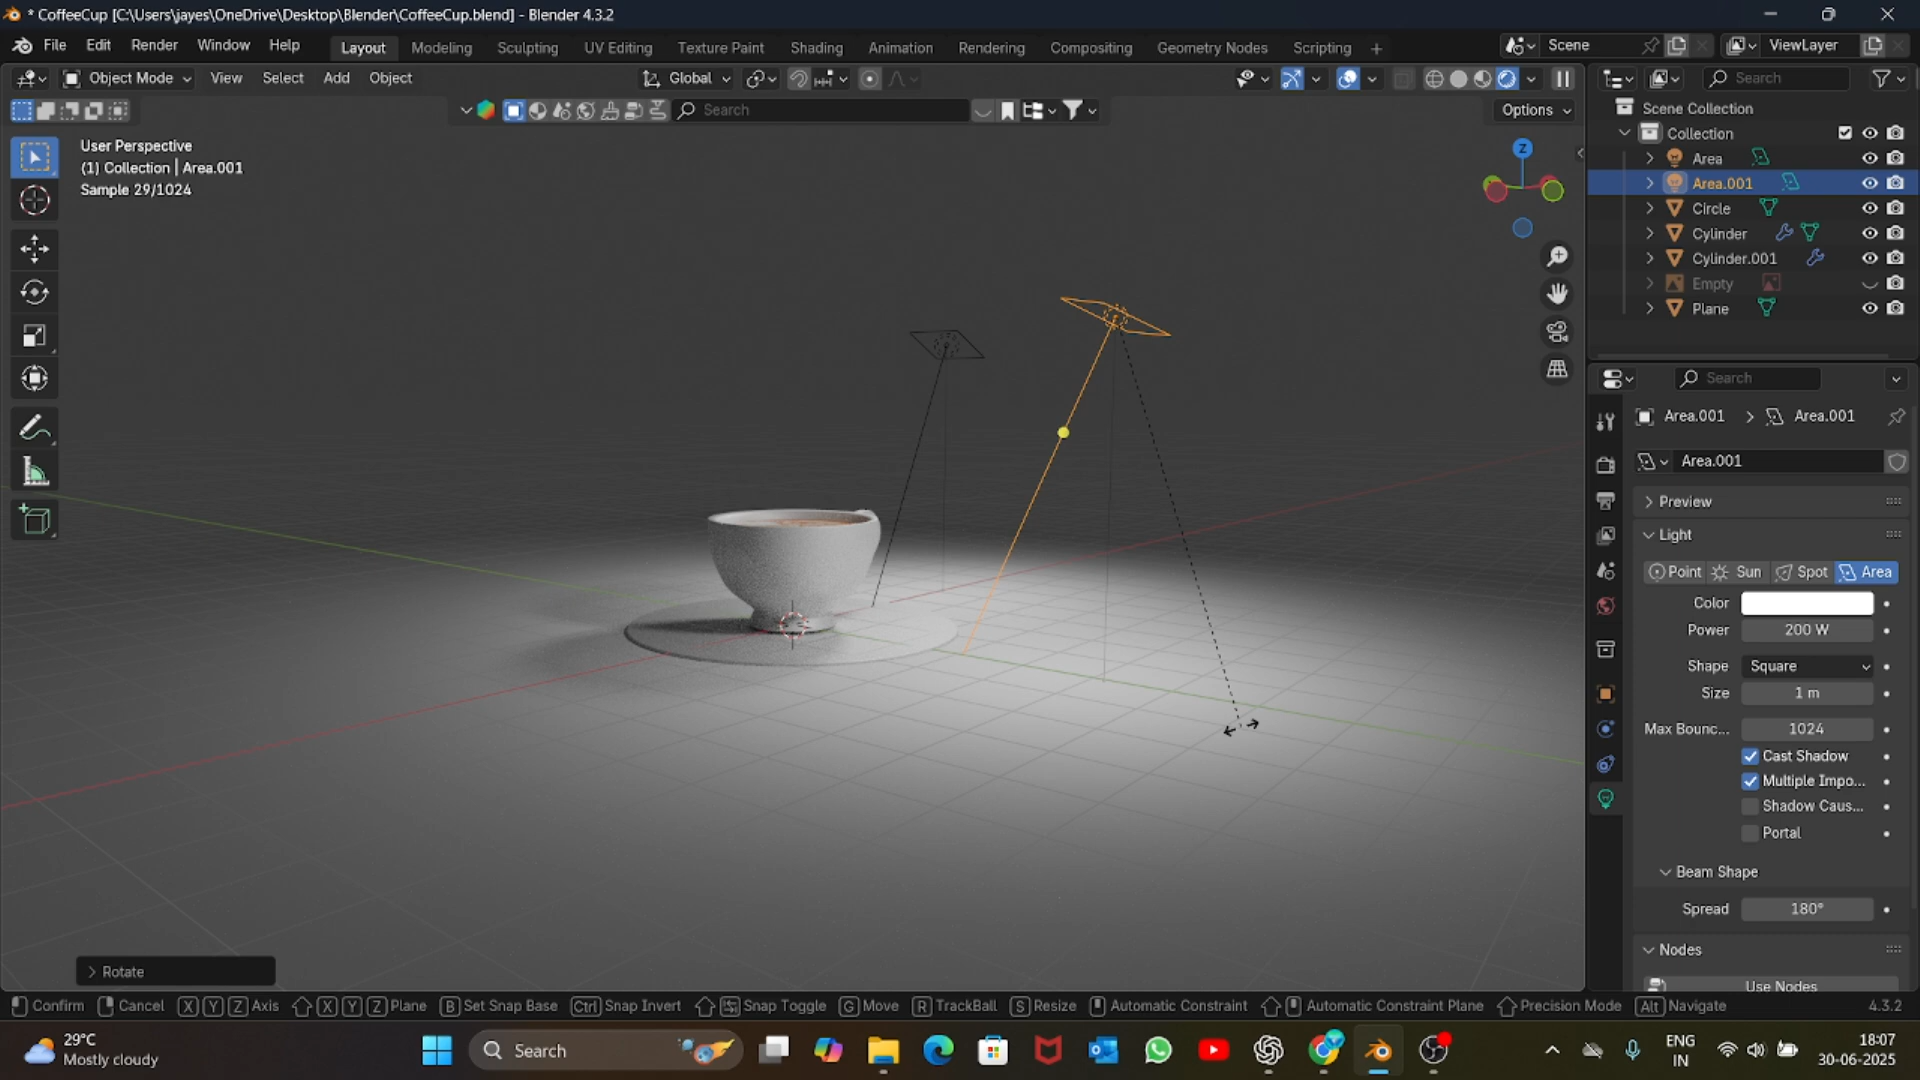 * CoffeeCup [C:\Users\jayes\OneDrive\Desktop\Blender\CoffeeCup.blend] - Blender 4.3.2
File Edit Render Window Help Layout Modeling Sculpting UV Editing Texture Paint Shading Animation Rendering Compositing Geometry Nodes Scripting + Scene ViewLayer
Object Mode View Select Add Object Global Search
Search Options
User Perspective
(1) Collection | Area.001
Sample 29/1024
Z
Scene Collection
Collection
Area
Area.001
Circle
Cylinder
Cylinder.001
Empty
Plane
Search
Area.001 > Area.001
Area.001
Preview
Light
Point Sun Spot Area
Color
Power 200 W
Shape Square
Size 1 m
Max Bounc... 1024
Cast Shadow
Multiple Impo...
Shadow Caus...
Portal
Beam Shape
Spread 180°
Nodes
Use Nodes
Rotate
Confirm Cancel X Y Z Axis X Y Z Plane B Set Snap Base Ctrl Snap Invert Snap Toggle G Move R TrackBall S Resize Automatic Constraint Automatic Constraint Plane Precision Mode Alt Navigate 4.3.2
29°C
Mostly cloudy
Search
ENG
IN
18:07
30-06-2025